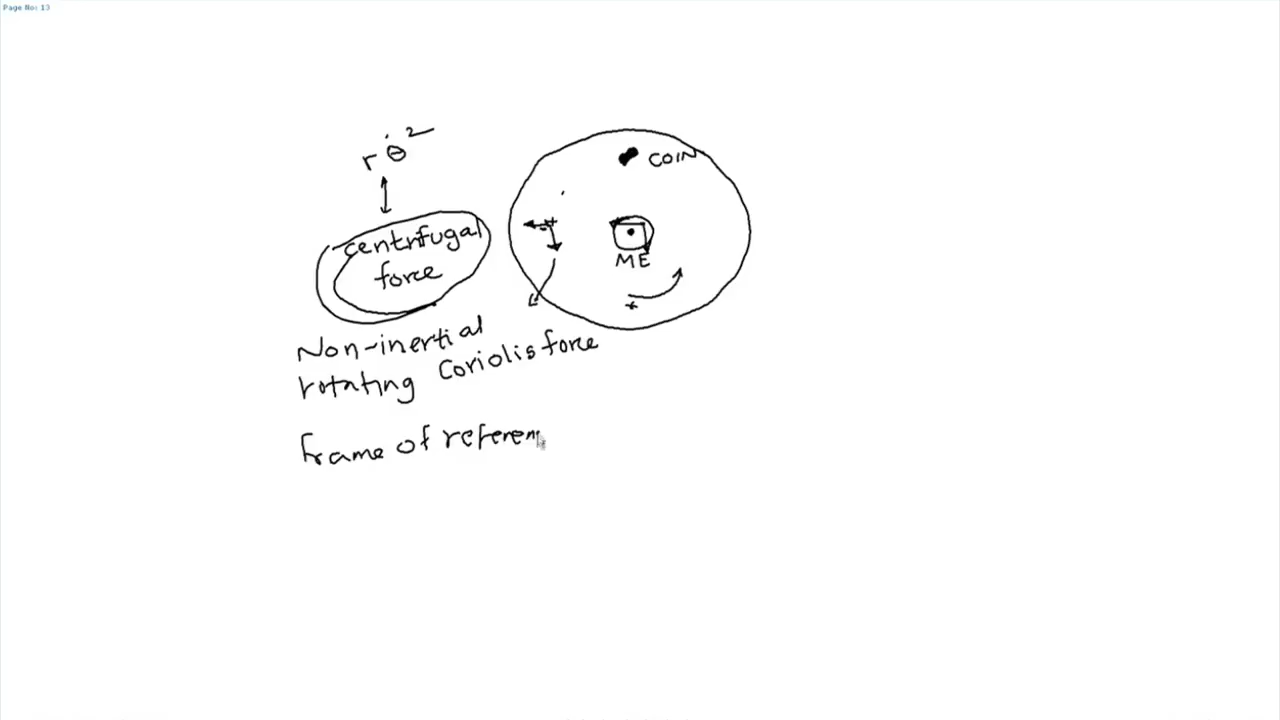 Page No: 13
rθ̇²
COIN
centrifugal
force
ME
Non-inertial
rotating Coriolis force
frame of referen